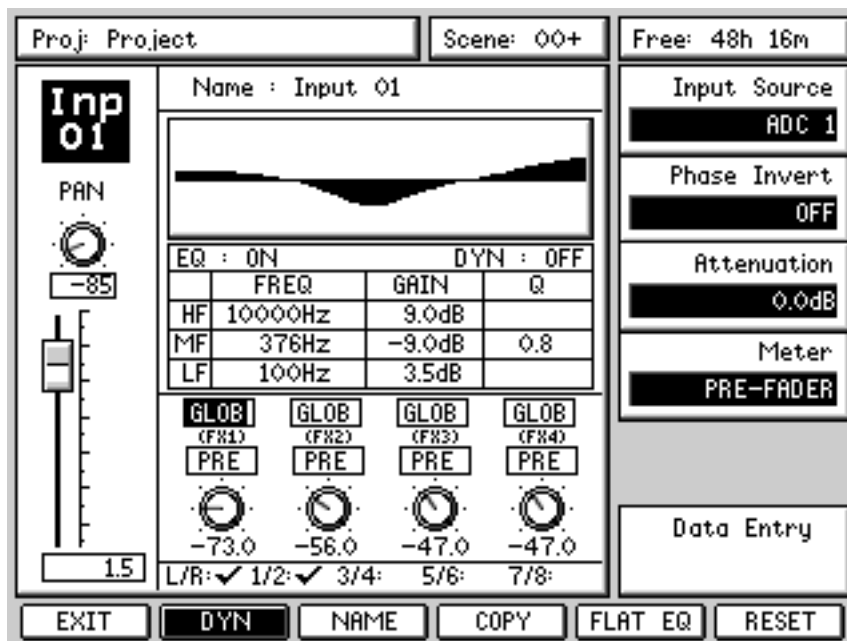 Proj: Project
Scene: 00+
Free: 48h 16m
Inp
01
Name : Input 01
PAN
-85
1.5
EQ : ON DYN : OFF
FREQ GAIN Q
HF 10000Hz 9.0dB
MF 376Hz -9.0dB 0.8
LF 100Hz 3.5dB
GLOB GLOB GLOB GLOB
(FX1) (FX2) (FX3) (FX4)
PRE PRE PRE PRE
-73.0 -56.0 -47.0 -47.0
L/R:✓ 1/2:✓ 3/4: 5/6: 7/8:
Input Source
ADC 1
Phase Invert
OFF
Attenuation
0.0dB
Meter
PRE-FADER
Data Entry
EXIT DYN NAME COPY FLAT EQ RESET